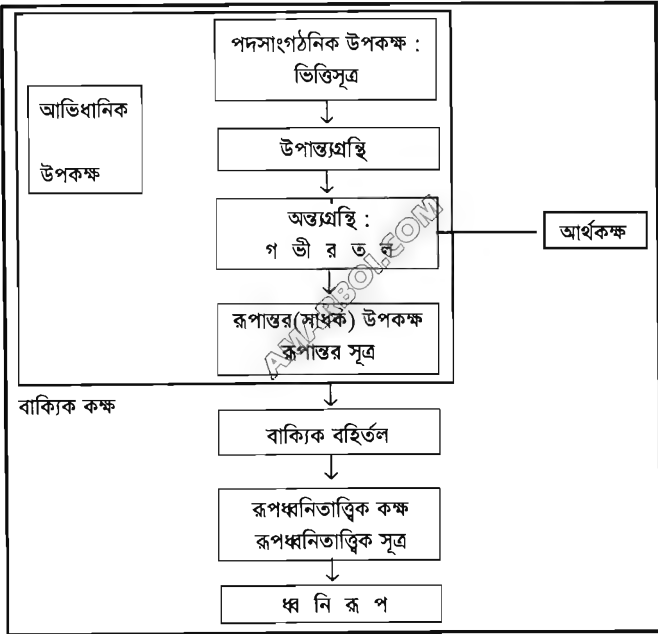 পদসাংগঠনিক উপকক্ষ :
ভিত্তিসূত্র
আভিধানিক
উপকক্ষ
উপান্ত্যগ্রন্থি
অন্ত্যগ্রন্থি :
গ ভী র ত ল
আর্থকক্ষ
রূপান্তর(সাধক) উপকক্ষ
রূপান্তর সূত্র
বাক্যিক কক্ষ
বাক্যিক বহির্তল
রূপধ্বনিতাত্ত্বিক কক্ষ
রূপধ্বনিতাত্ত্বিক সূত্র
ধ্ব নি রূ প
AMARBOI.COM